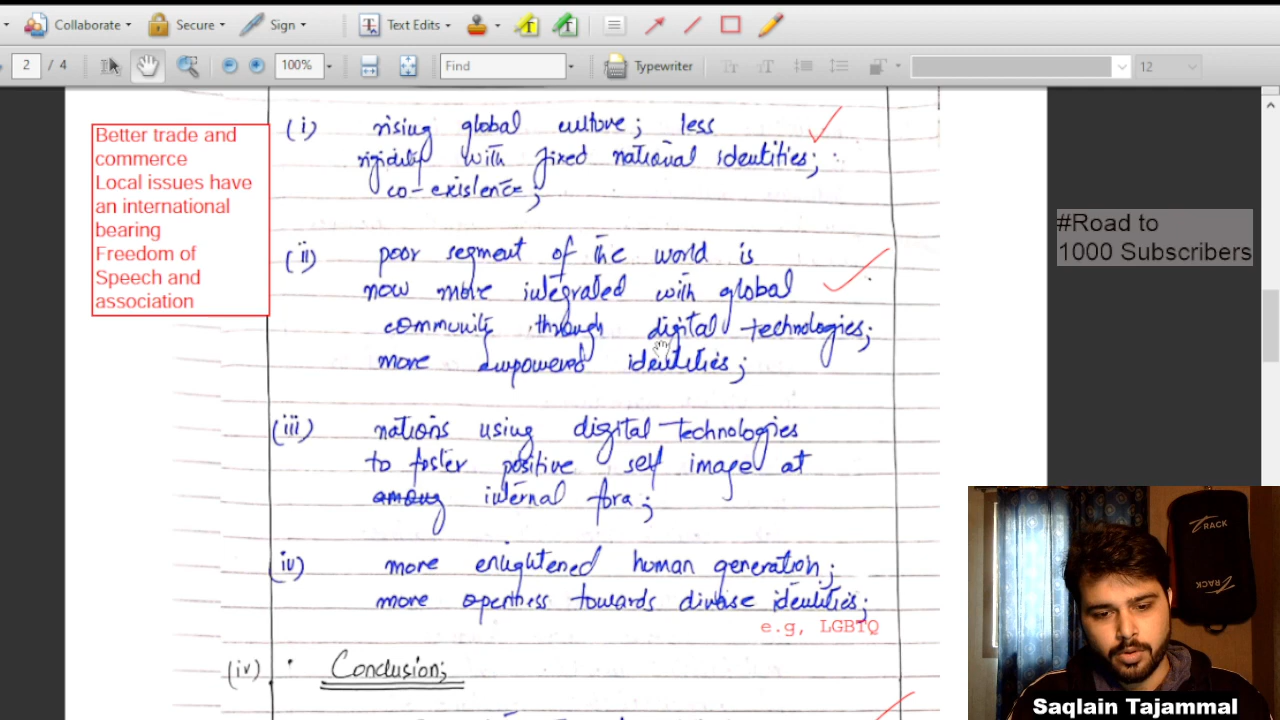 Collaborate
Secure
Sign
Text Edits
2 / 4
100%
Find
Typewriter
12
Better trade and
commerce
Local issues have
an international
bearing
Freedom of
Speech and
association
(i) rising global culture; less
rigidity with fixed national identities;
co-existence;
(ii) poor segment of the world is
now more integrated with global
community through digital technologies;
more empowered identities;
(iii) nations using digital technologies
to foster positive self image at
among internal fora;
(iv) more enlightened human generation;
more openness towards diverse identities;
e.g, LGBTQ
(iv) Conclusion;
#Road to
1000 Subscribers
TRACK
TRACK
Saqlain Tajammal